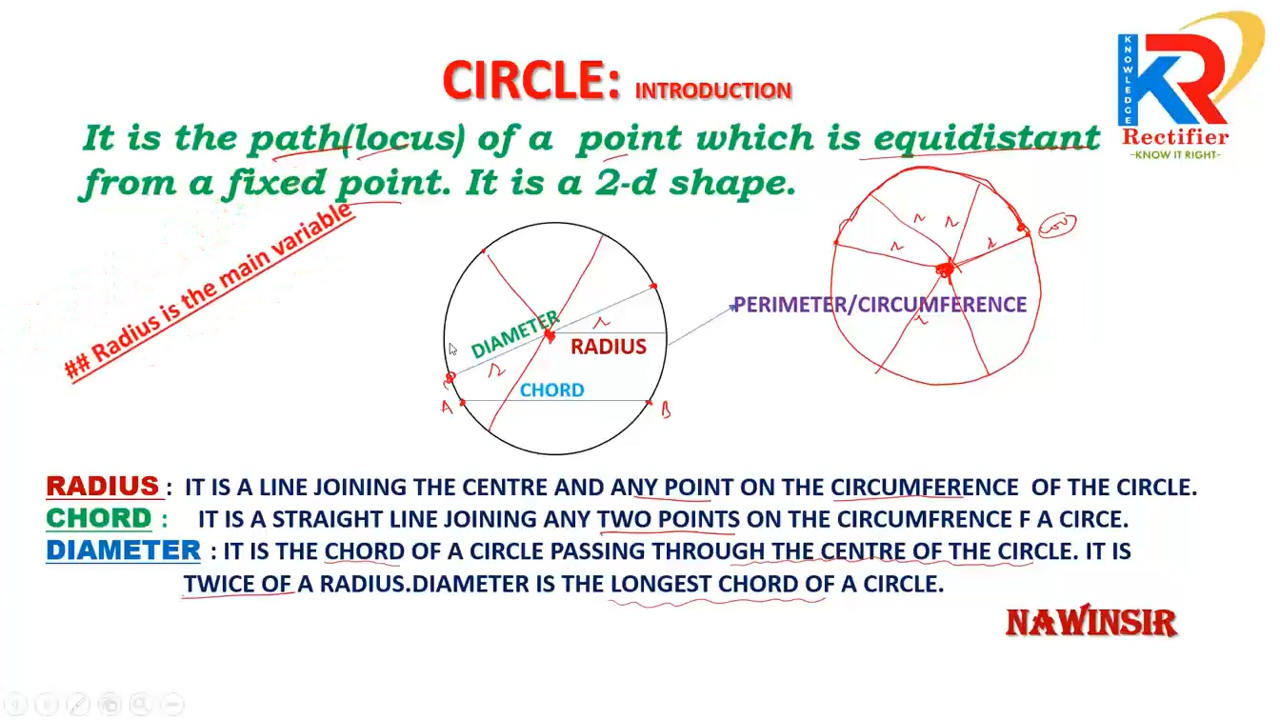 CIRCLE: INTRODUCTION
KNOWLEDGE
KR
Rectifier
-KNOW IT RIGHT-
It is the path(locus) of a point which is equidistant
from a fixed point. It is a 2-d shape.
## Radius is the main variable
r r
r r
DIAMETER
r
RADIUS
r
CHORD
A B
PERIMETER/CIRCUMFERENCE
r
RADIUS : IT IS A LINE JOINING THE CENTRE AND ANY POINT ON THE CIRCUMFERENCE OF THE CIRCLE.
CHORD : IT IS A STRAIGHT LINE JOINING ANY TWO POINTS ON THE CIRCUMFRENCE F A CIRCE.
DIAMETER : IT IS THE CHORD OF A CIRCLE PASSING THROUGH THE CENTRE OF THE CIRCLE. IT IS
TWICE OF A RADIUS.DIAMETER IS THE LONGEST CHORD OF A CIRCLE.
NAWINSIR